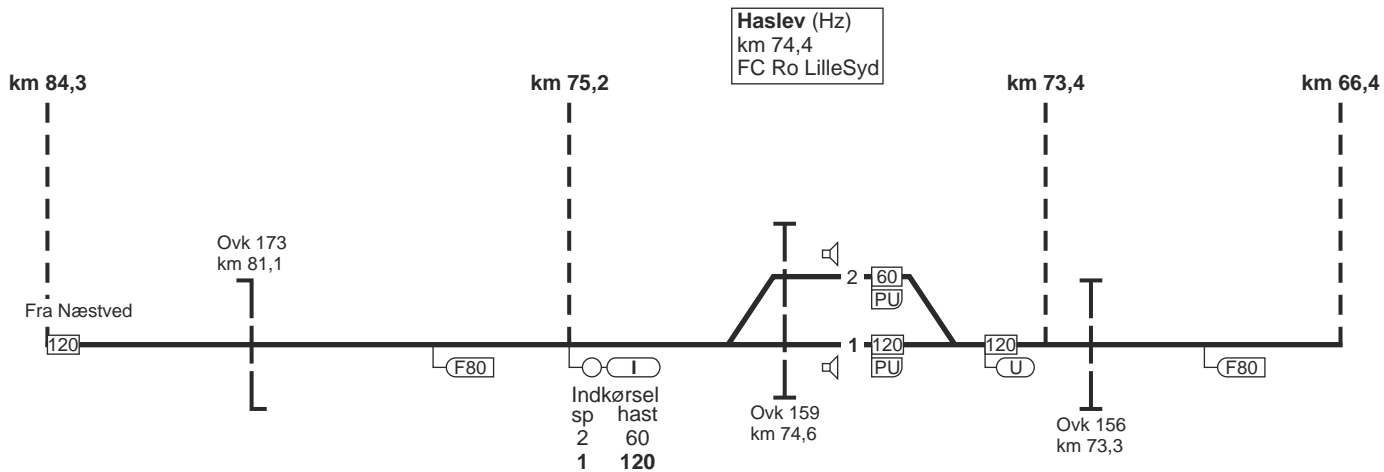 Haslev (Hz)
km 74,4
FC Ro LilleSyd
km 84,3
km 75,2
km 73,4
km 66,4
Ovk 173
km 81,1
Fra Næstved
120
F80
I
Indkørsel
sp hast
2 60
1 120
2 60
PU
1 120
PU
Ovk 159
km 74,6
120
U
Ovk 156
km 73,3
F80